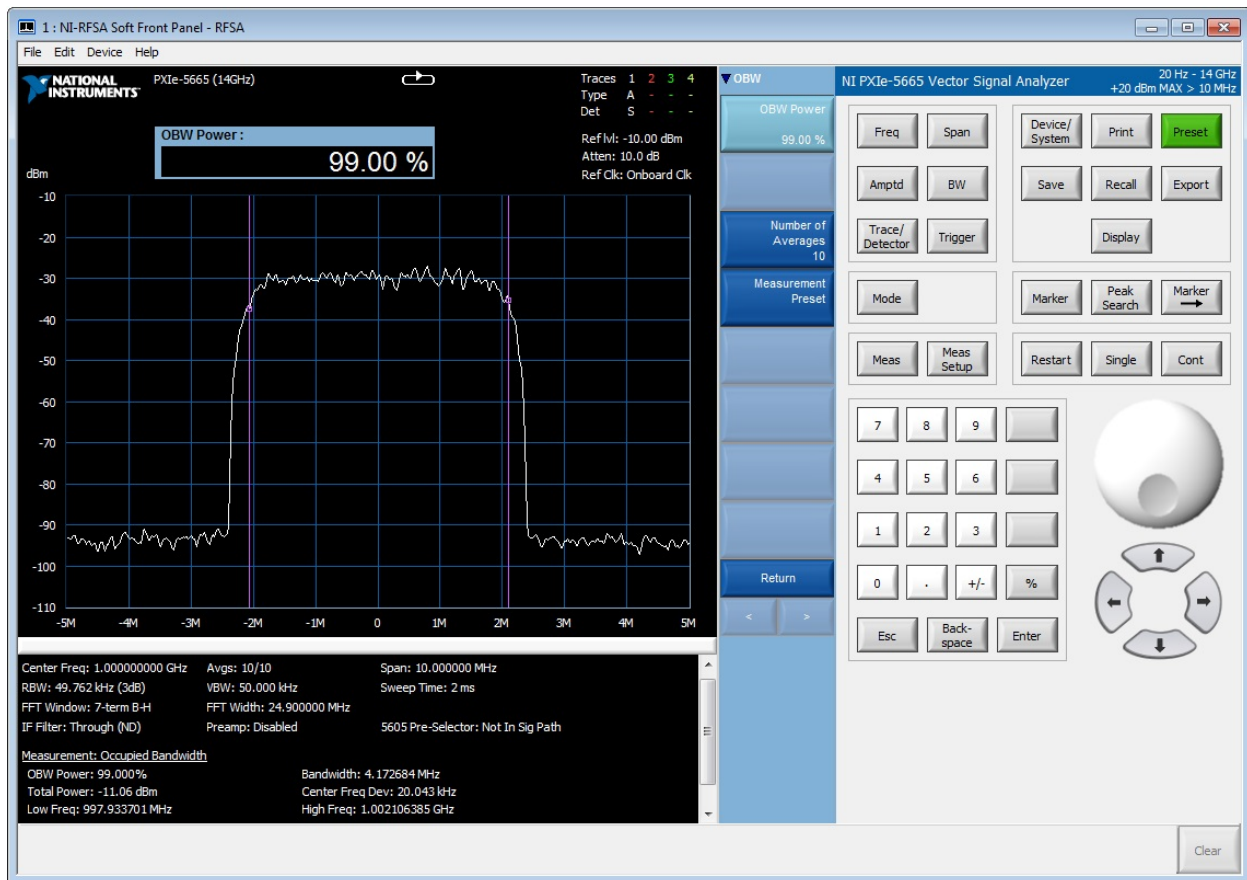 1 : NI-RFSA Soft Front Panel - RFSA
File Edit Device Help
NATIONAL INSTRUMENTS
PXIe-5665 (14GHz)
Traces 1 2 3 4
Type A - - -
Det S - - -
OBW Power :
99.00 %
Ref lvl: -10.00 dBm
Atten: 10.0 dB
Ref Clk: Onboard Clk
dBm
-10
-20
-30
-40
-50
-60
-70
-80
-90
-100
-110
-5M -4M -3M -2M -1M 0 1M 2M 3M 4M 5M
Center Freq: 1.000000000 GHz Avgs: 10/10 Span: 10.000000 MHz
RBW: 49.762 kHz (3dB) VBW: 50.000 kHz Sweep Time: 2 ms
FFT Window: 7-term B-H FFT Width: 24.900000 MHz
IF Filter: Through (ND) Preamp: Disabled 5605 Pre-Selector: Not In Sig Path
Measurement: Occupied Bandwidth
OBW Power: 99.000% Bandwidth: 4.172684 MHz
Total Power: -11.06 dBm Center Freq Dev: 20.043 kHz
Low Freq: 997.933701 MHz High Freq: 1.002106385 GHz
OBW
OBW Power
99.00 %
Number of
Averages
10
Measurement
Preset
Return
< >
NI PXIe-5665 Vector Signal Analyzer
20 Hz - 14 GHz
+20 dBm MAX > 10 MHz
Freq Span
Device/
System
Print Preset
Amptd BW Save Recall Export
Trace/
Detector
Trigger Display
Mode Marker
Peak
Search
Marker
Meas
Meas
Setup
Restart Single Cont
7 8 9
4 5 6
1 2 3
0 . +/- %
Esc
Back-
space
Enter
Clear